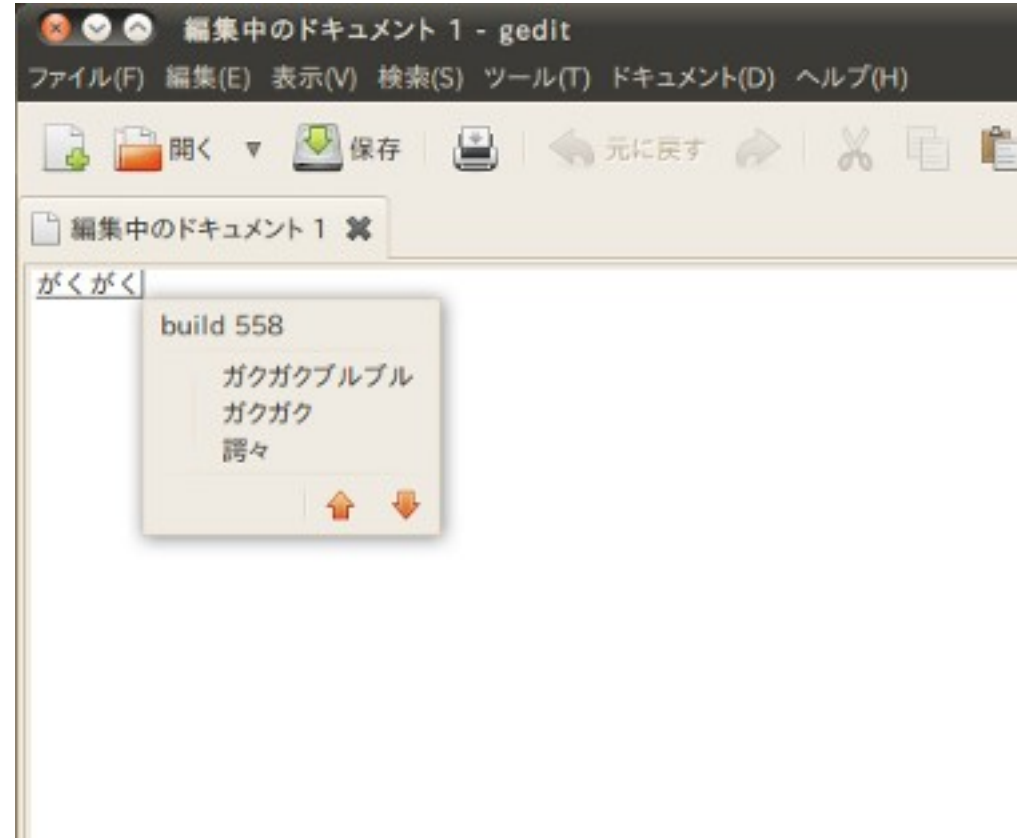 編集中のドキュメント 1 - gedit
ファイル(F) 編集(E) 表示(V) 検索(S) ツール(T) ドキュメント(D) ヘルプ(H)
開く 保存 元に戻す
編集中のドキュメント 1
がくがく
build 558
ガクガクブルブル
ガクガク
諤々